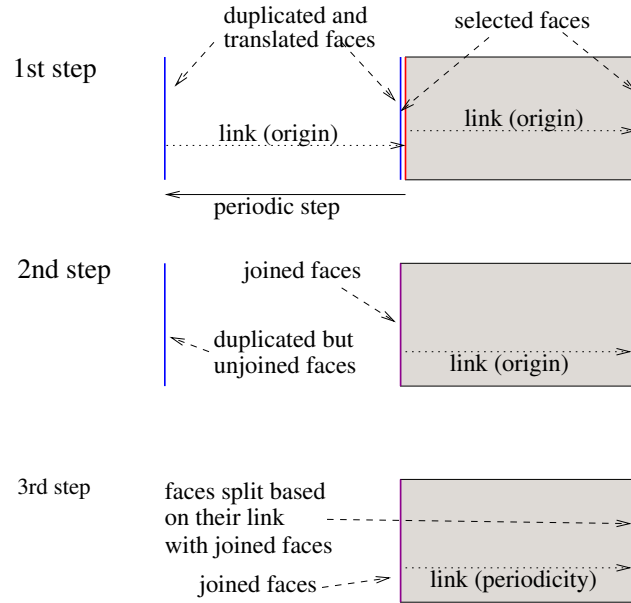 duplicated and
translated faces
selected faces
1st step
link (origin)
link (origin)
periodic step
2nd step
joined faces
duplicated but
unjoined faces
link (origin)
3rd step
faces split based
on their link
with joined faces
joined faces
link (periodicity)